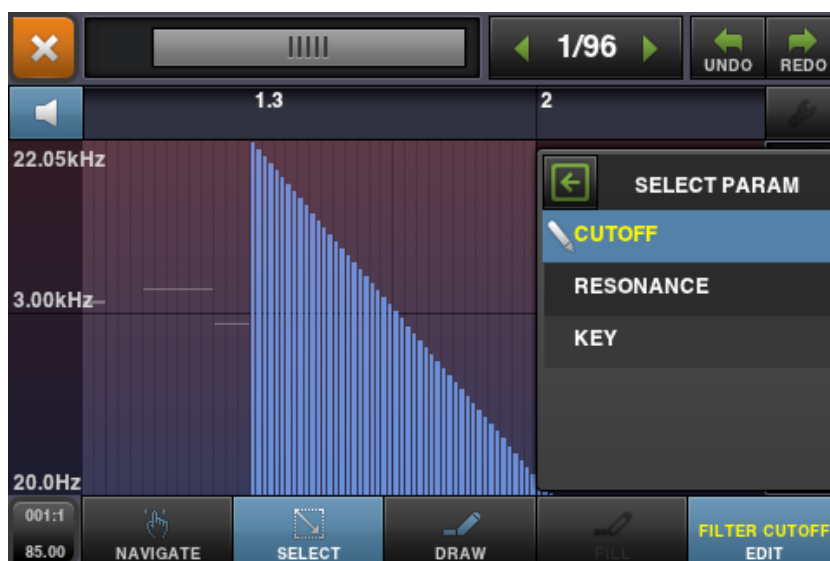 1/96
UNDO
REDO
1.3
2
22.05kHz
SELECT PARAM
CUTOFF
RESONANCE
3.00kHz
KEY
20.0Hz
001:1
85.00
NAVIGATE
SELECT
DRAW
FILL
FILTER CUTOFF
EDIT